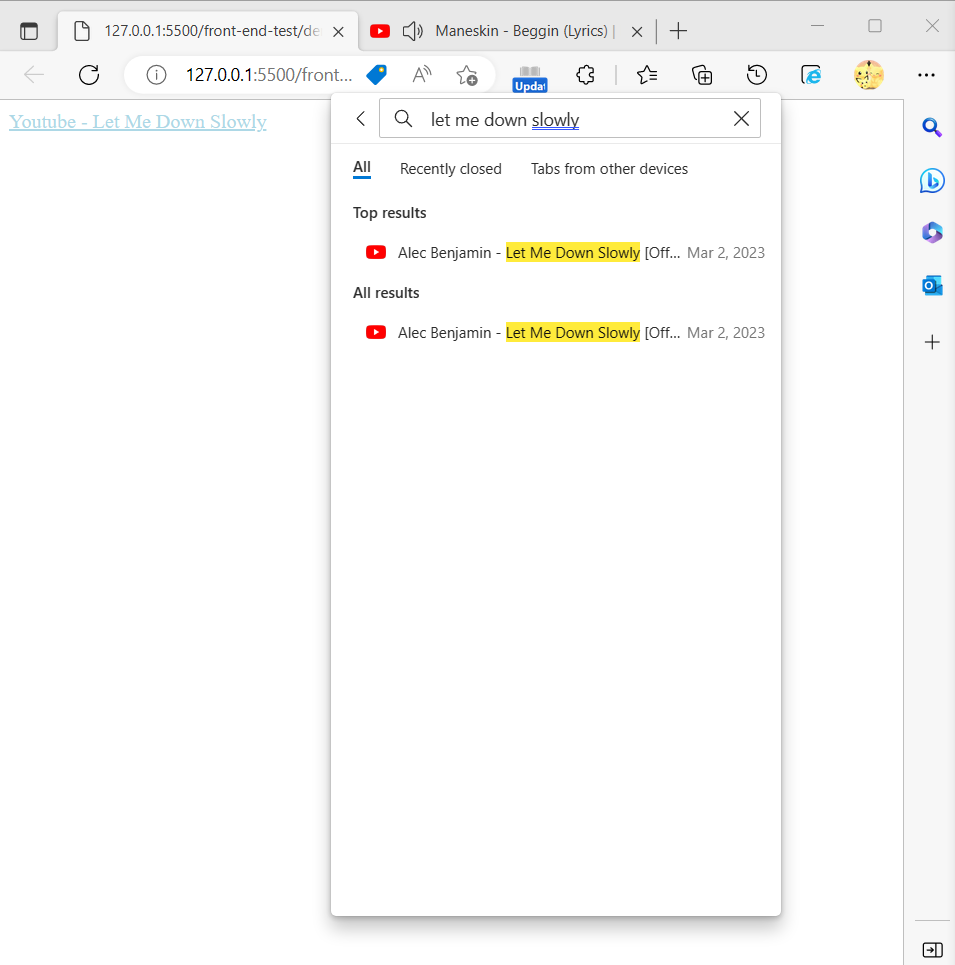 127.0.0.1:5500/front-end-test/de
Maneskin - Beggin (Lyrics) |
127.0.0.1:5500/front...
Updat
Youtube - Let Me Down Slowly
let me down slowly
All Recently closed Tabs from other devices
Top results
Alec Benjamin - Let Me Down Slowly [Off... Mar 2, 2023
All results
Alec Benjamin - Let Me Down Slowly [Off... Mar 2, 2023